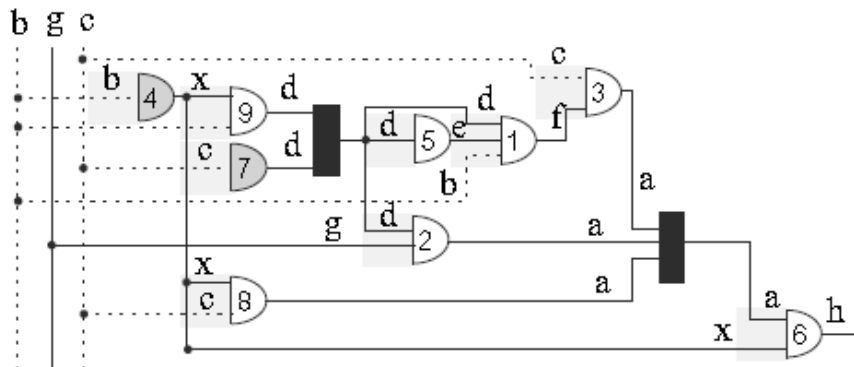 b g c
c
b x d 3
4 9 d f
d e 1
c d 5
7 b
a
d
g 2 a
x
c 8 a
a h
x 6